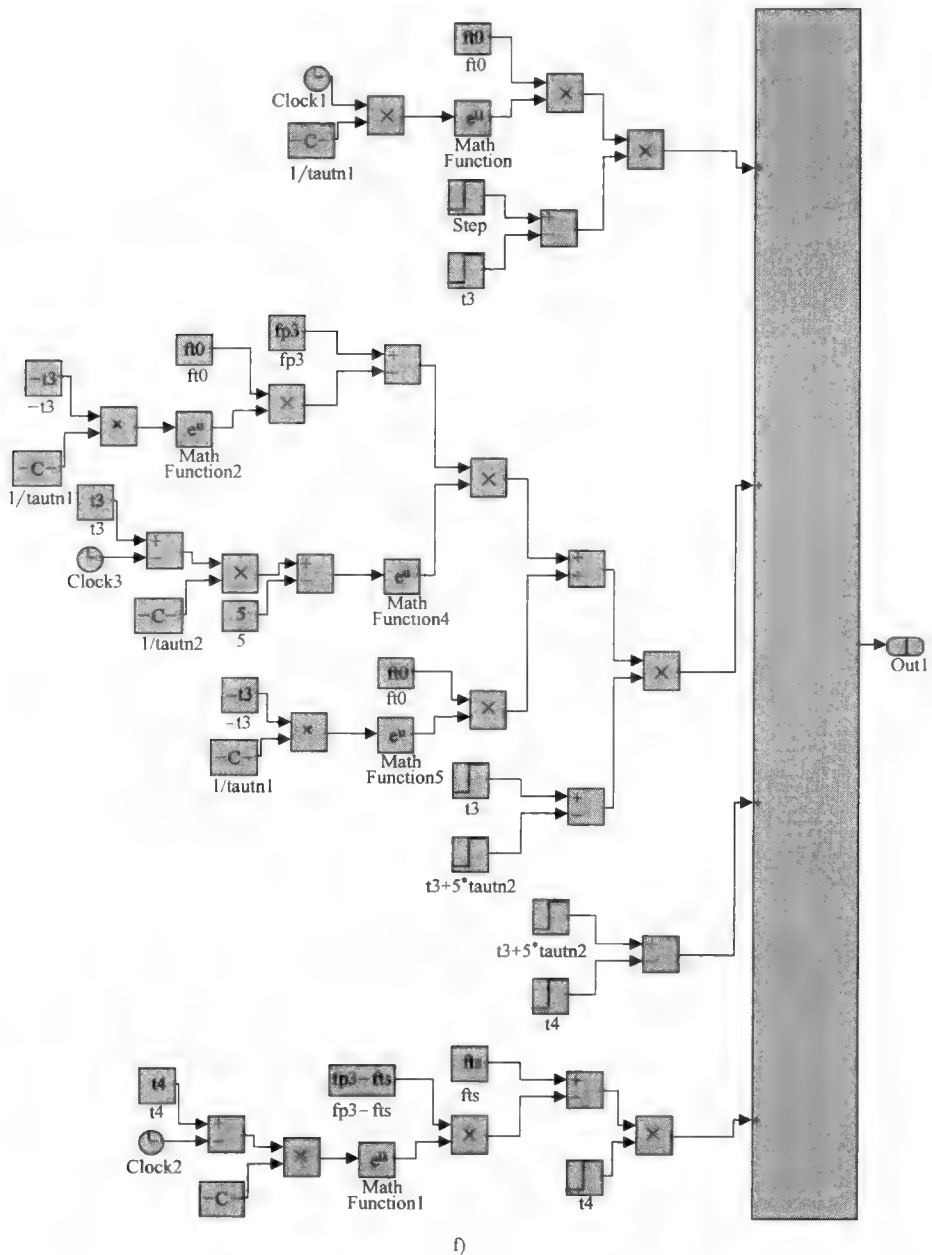 ft0
ft0
Clock1
-C-
1/tautn1
e^u
Math
Function
×
×
×
Step
+
−
t3
+
fp3
fp3
ft0
ft0
+
−
-t3
-t3
×
×
e^u
Math
Function2
-C-
1/tautn1
×
t3
t3
+
−
Clock3
×
+
−
e^u
Math
Function4
+
+
-C-
1/tautn2
5
5
+
ft0
ft0
×
×
-t3
-t3
×
e^u
Math
Function5
-C-
1/tautn1
t3
+
−
t3+5*tautn2
Out1
+
t3+5*tautn2
t4
t4
t4
fp3-fts
fp3-fts
fts
fts
+
−
+
−
Clock2
×
e^u
Math
Function1
×
×
+
-C-
t4
f)